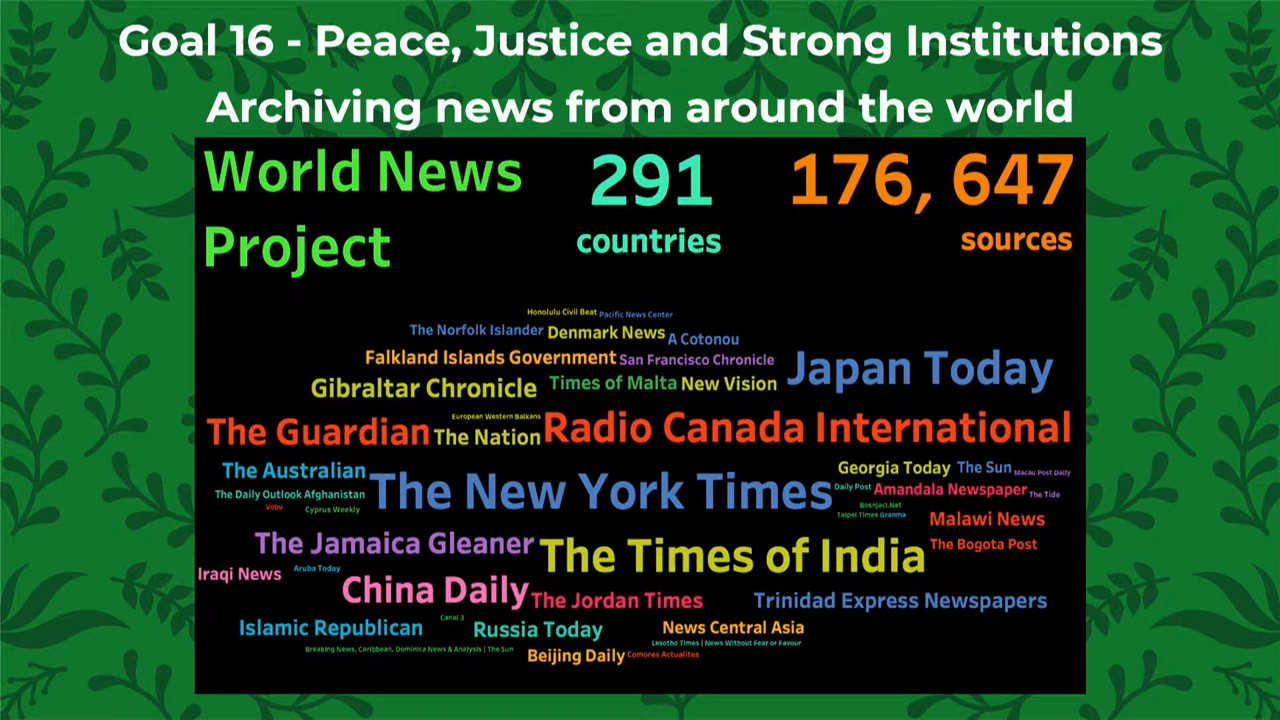 Goal 16 - Peace, Justice and Strong Institutions
Archiving news from around the world
World News
Project
291
countries
176, 647
sources
Honolulu Civil Beat Pacific News Center
The Norfolk Islander Denmark News A Cotonou
Falkland Islands Government San Francisco Chronicle
Japan Today
Gibraltar Chronicle Times of Malta New Vision
European Western Balkans
The Guardian The Nation Radio Canada International
The Australian The New York Times Georgia Today The Sun Macau Post Daily
The Daily Outlook Afghanistan Daily Post Amandala Newspaper The Tide
Vobu Cyprus Weekly Bosnjaci.Net
Taipei Times Granma Malawi News
The Jamaica Gleaner The Times of India The Bogota Post
Iraqi News Aruba Today
China Daily The Jordan Times Trinidad Express Newspapers
Canal 3
Islamic Republican Russia Today News Central Asia
Lesotho Times | News Without Fear or Favour
Breaking News, Caribbean, Dominica News & Analysis | The Sun
Beijing Daily Comores Actualites